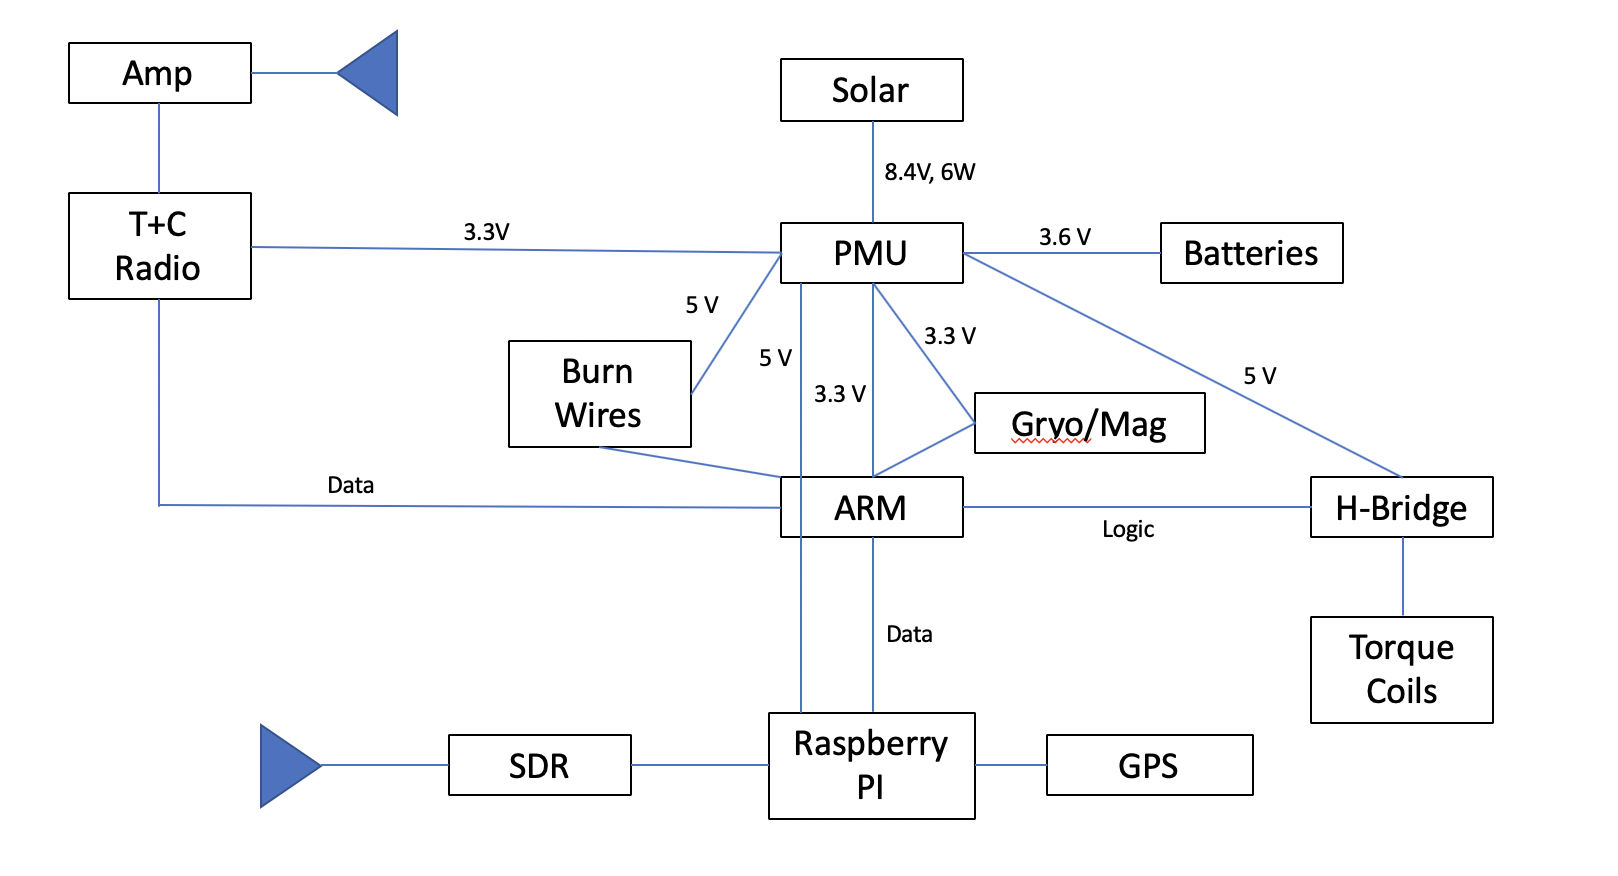 Amp
Solar
8.4V, 6W
T+C
Radio
3.3V
PMU
3.6 V
Batteries
5 V
Burn
Wires
5 V
3.3 V
3.3 V
5 V
Gryo/Mag
Data
ARM
Logic
H-Bridge
Data
Torque
Coils
SDR
Raspberry
PI
GPS